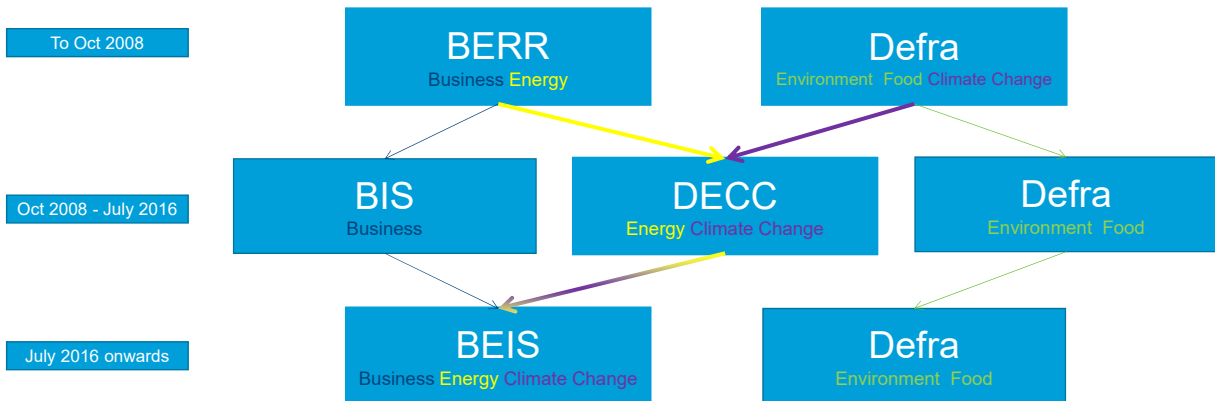 To Oct 2008
BERR
Business Energy
Defra
Environment  Food Climate Change
Oct 2008 - July 2016
BIS
Business
DECC
Energy Climate Change
Defra
Environment  Food
July 2016 onwards
BEIS
Business Energy Climate Change
Defra
Environment  Food